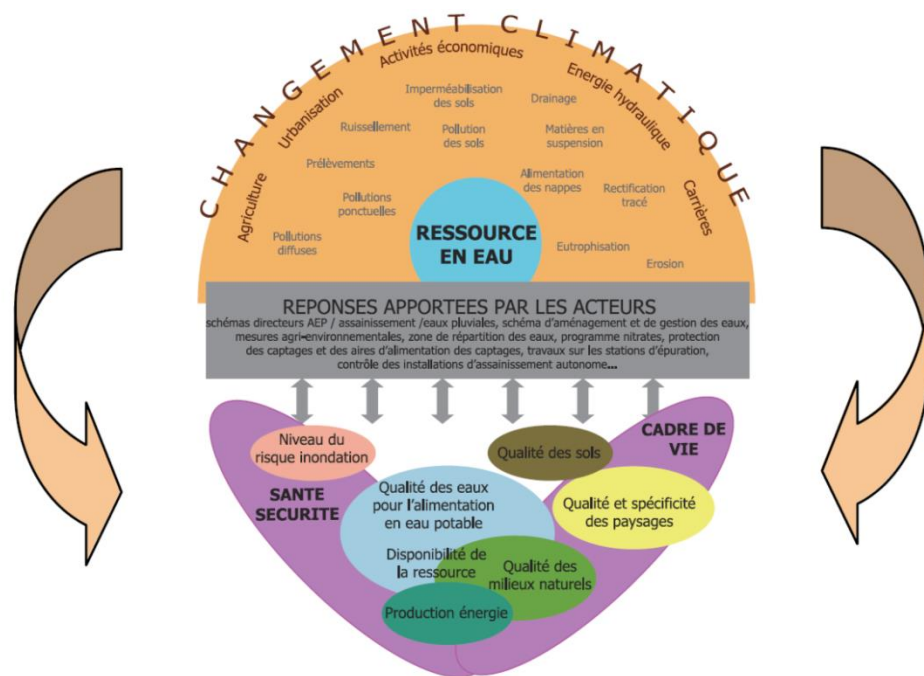 CHANGEMENT CLIMATIQUE
Activités économiques
Urbanisation
Energie hydraulique
Agriculture
Carrières
Imperméabilisation
des sols
Drainage
Ruissellement
Pollution
des sols
Matières en
suspension
Prélèvements
Alimentation
des nappes
Rectification
tracé
Pollutions
ponctuelles
Pollutions
diffuses
Eutrophisation
Erosion
RESSOURCE
EN EAU
REPONSES APPORTEES PAR LES ACTEURS
schémas directeurs AEP / assainissement /eaux pluviales, schéma d'aménagement et de gestion des eaux,
mesures agri-environnementales, zone de répartition des eaux, programme nitrates, protection
des captages et des aires d'alimentation des captages, travaux sur les stations d'épuration,
contrôle des installations d'assainissement autonome...
Niveau du
risque inondation
Qualité des sols
CADRE DE
VIE
SANTE
SECURITE
Qualité des eaux
pour l'alimentation
en eau potable
Qualité et spécificité
des paysages
Disponibilité de
la ressource
Qualité des
milieux naturels
Production énergie